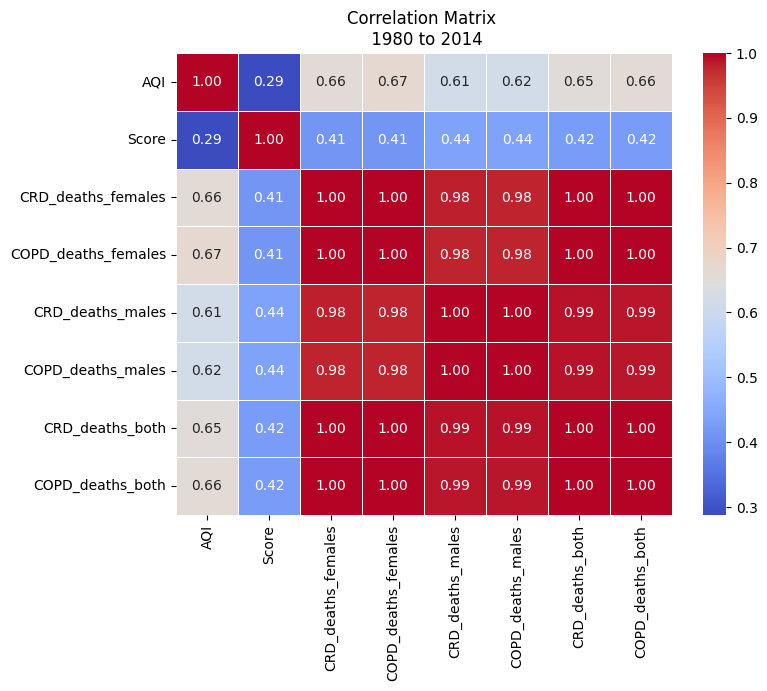 Correlation Matrix
1980 to 2014
AQI 1.00 0.29 0.66 0.67 0.61 0.62 0.65 0.66
Score 0.29 1.00 0.41 0.41 0.44 0.44 0.42 0.42
CRD_deaths_females 0.66 0.41 1.00 1.00 0.98 0.98 1.00 1.00
COPD_deaths_females 0.67 0.41 1.00 1.00 0.98 0.98 1.00 1.00
CRD_deaths_males 0.61 0.44 0.98 0.98 1.00 1.00 0.99 0.99
COPD_deaths_males 0.62 0.44 0.98 0.98 1.00 1.00 0.99 0.99
CRD_deaths_both 0.65 0.42 1.00 1.00 0.99 0.99 1.00 1.00
COPD_deaths_both 0.66 0.42 1.00 1.00 0.99 0.99 1.00 1.00
AQI
Score
CRD_deaths_females
COPD_deaths_females
CRD_deaths_males
COPD_deaths_males
CRD_deaths_both
COPD_deaths_both
1.0
0.9
0.8
0.7
0.6
0.5
0.4
0.3